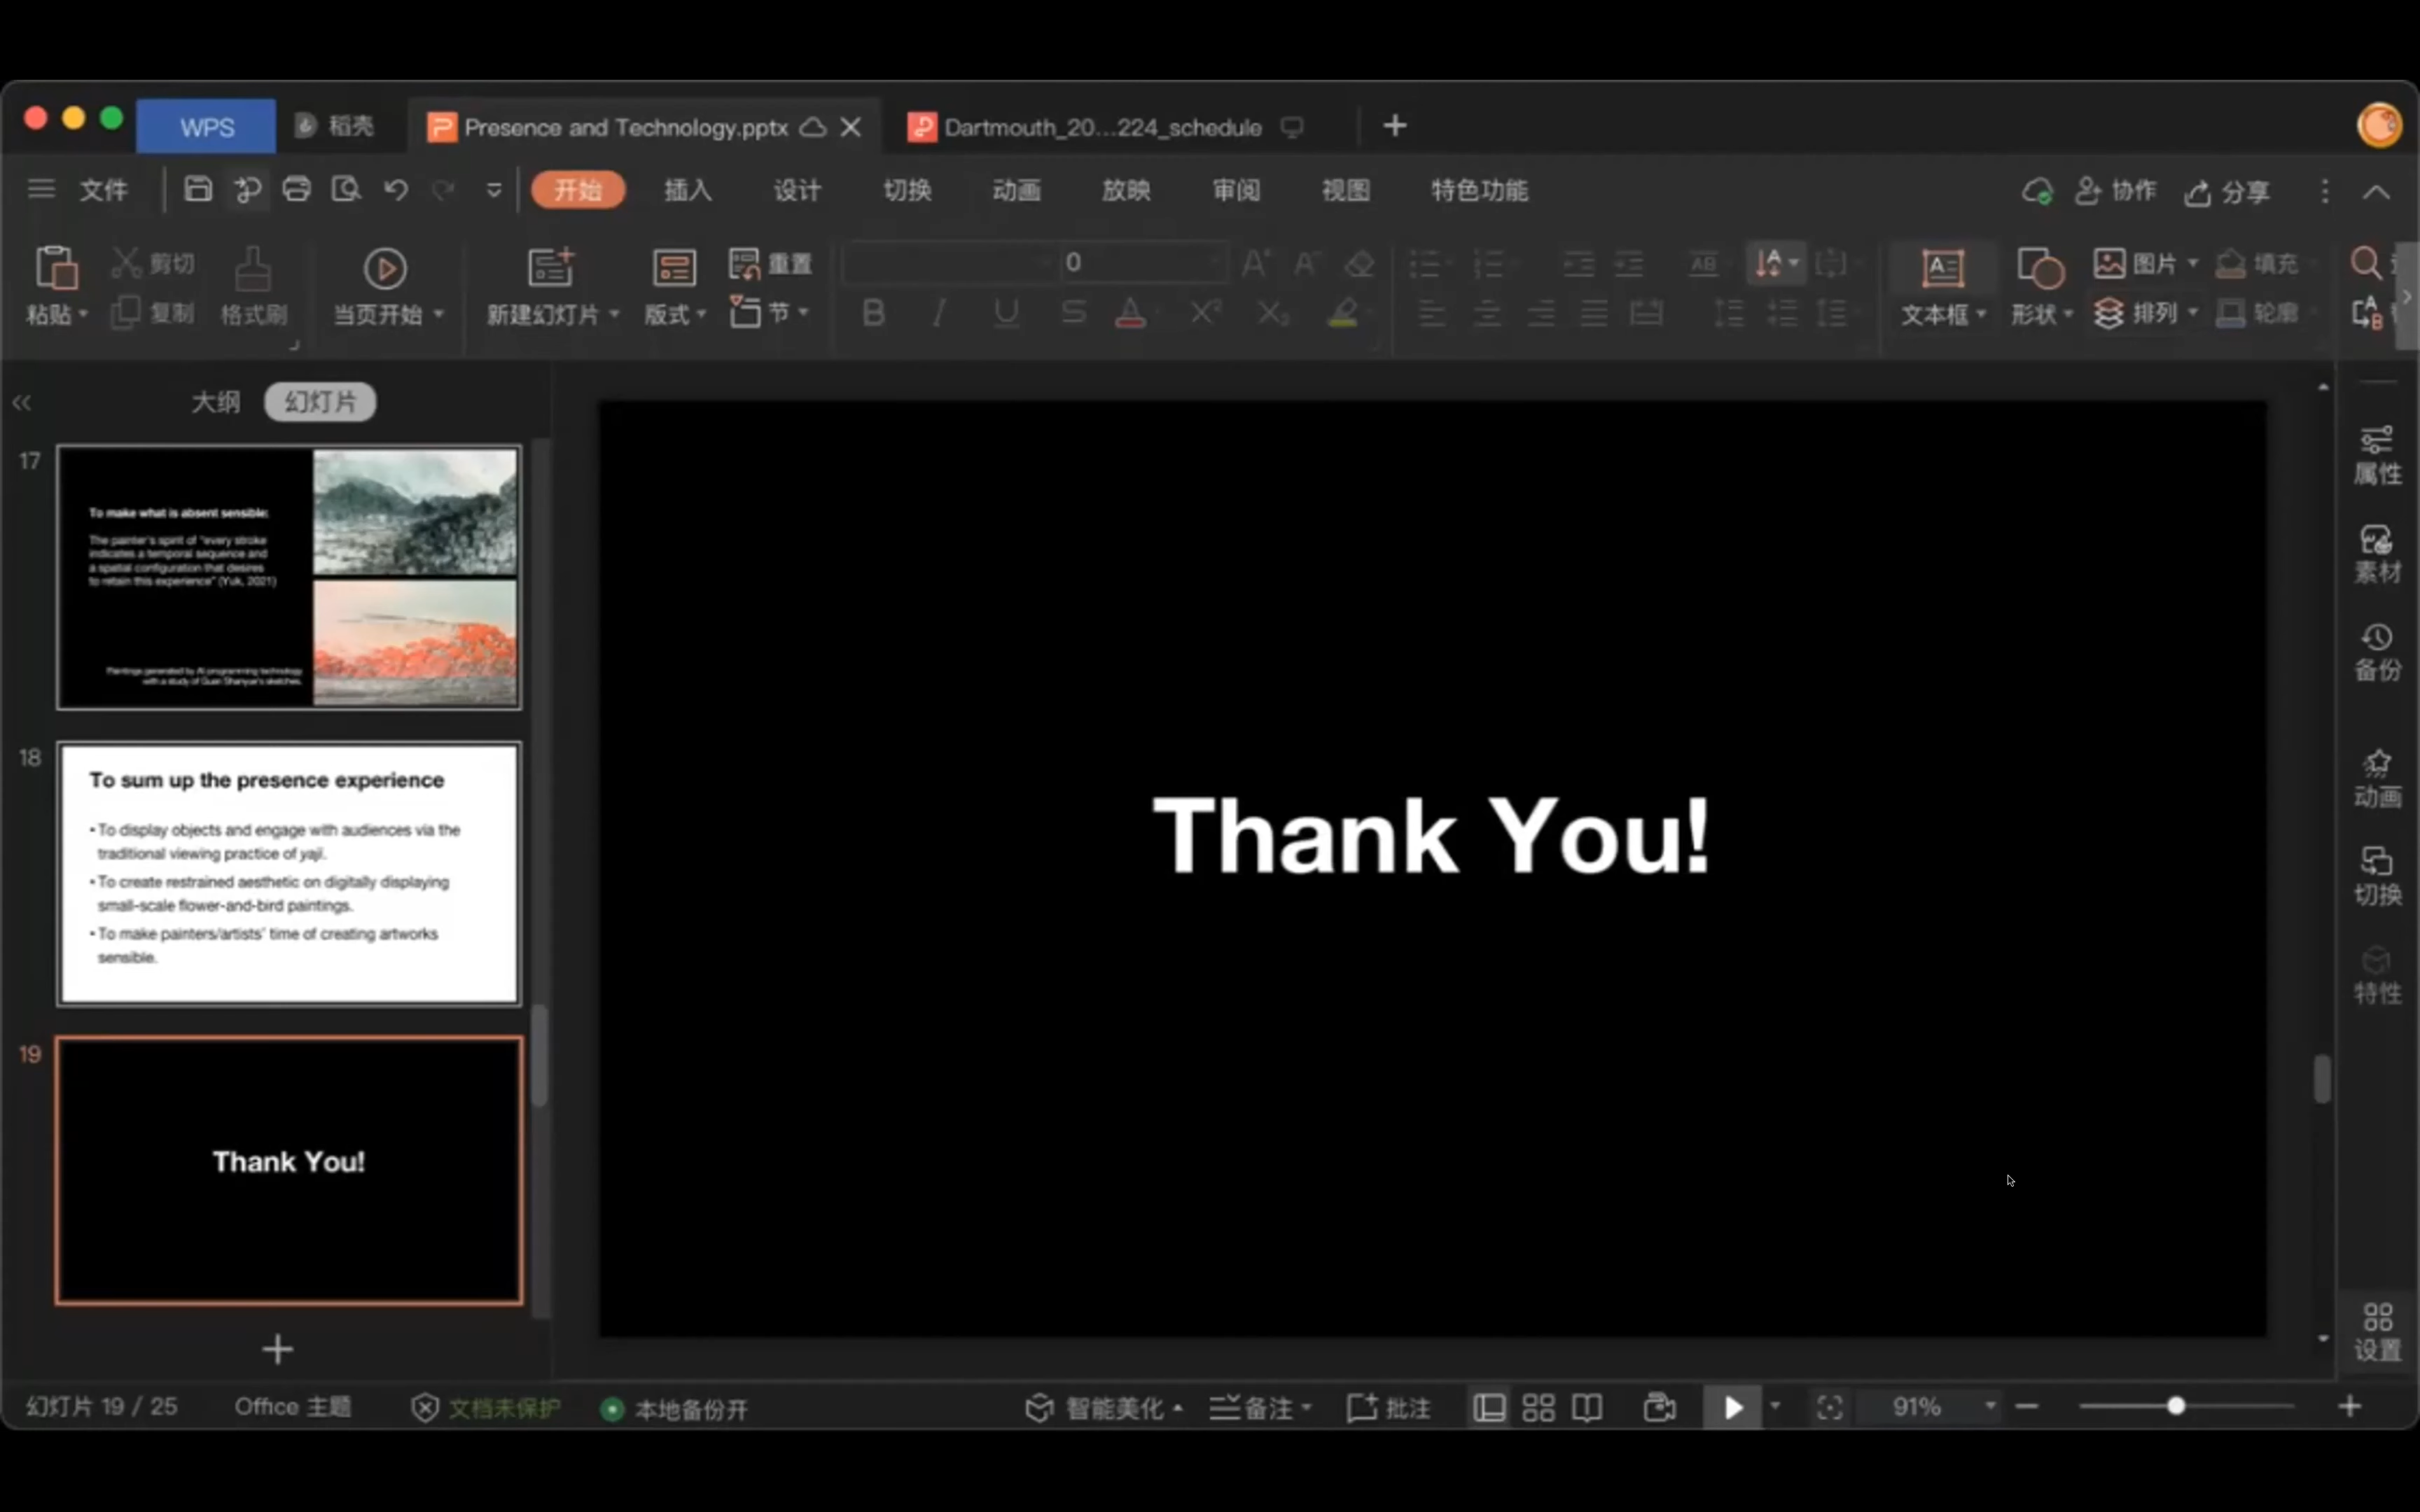 WPS 稻壳 Presence and Technology.pptx Dartmouth_20...224_schedule
文件 开始 插入 设计 切换 动画 放映 审阅 视图 特色功能 协作 分享
剪切 重置 0 图片 填充
粘贴 复制 格式刷 当页开始 新建幻灯片 版式 节 文本框 形状 排列 轮廓
大纲 幻灯片
17
To make what is absent sensible:
The painter's spirit of "every stroke
indicates a temporal sequence and
a spatial configuration that desires
to retain this experience" (Yuk, 2021)
Paintings generated by AI programming technology
with a study of Guan Shanyue's sketches.
18
To sum up the presence experience
• To display objects and engage with audiences via the
traditional viewing practice of yaji.
• To create restrained aesthetic on digitally displaying
small-scale flower-and-bird paintings.
• To make painters/artists' time of creating artworks
sensible.
19
Thank You!
Thank You!
属性
素材
备份
动画
切换
特性
设置
幻灯片 19 / 25 Office 主题 文档未保护 本地备份开 智能美化 备注 批注 91%